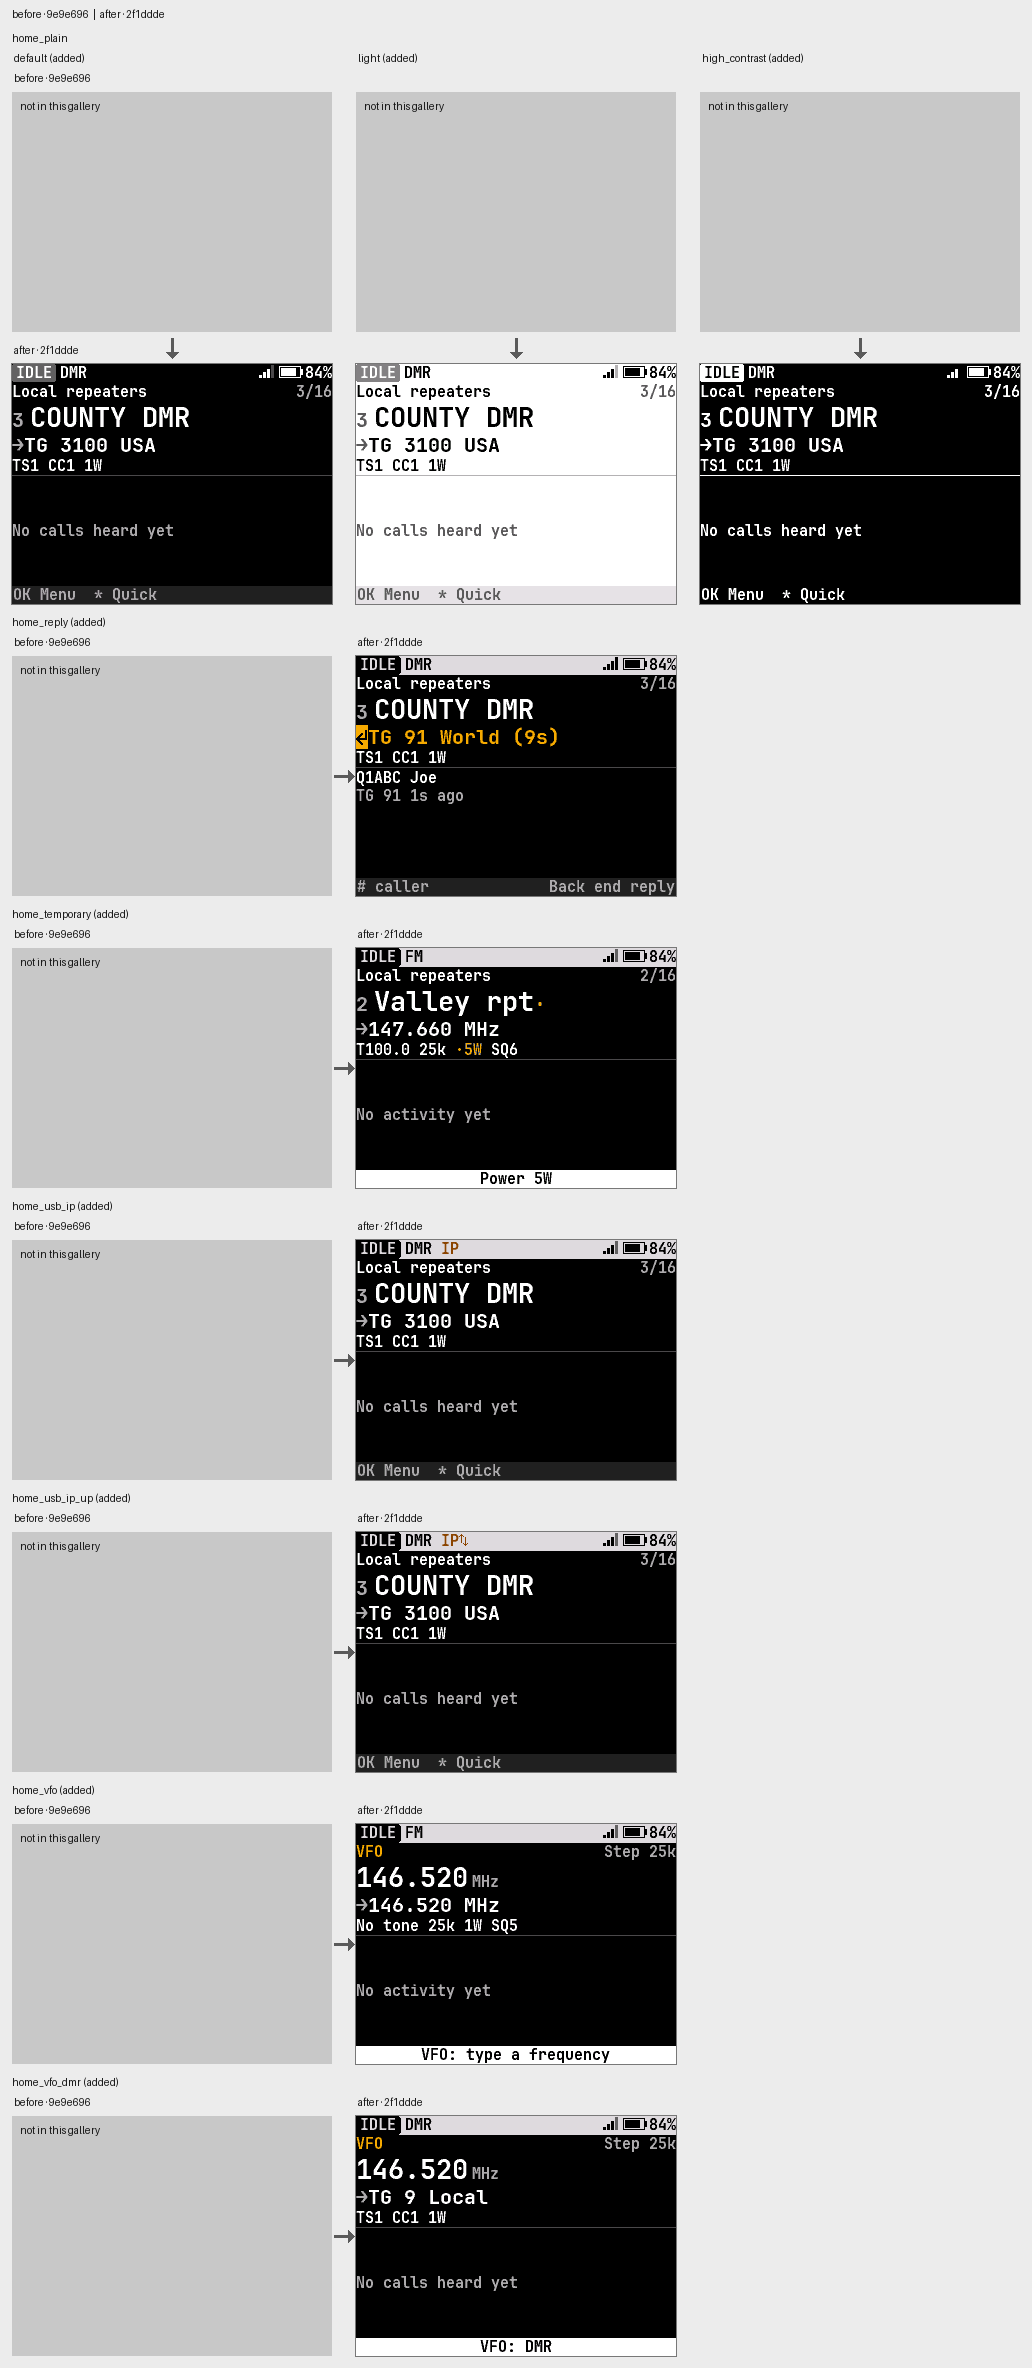 before · 9e9e696 | after · 2f1ddde
home_plain
default (added)
light (added)
high_contrast (added)
before · 9e9e696
not in this gallery
not in this gallery
not in this gallery
after · 2f1ddde
IDLE DMR 84%
Local repeaters 3/16
3 COUNTY DMR
→TG 3100 USA
TS1 CC1 1W
No calls heard yet
OK Menu * Quick
IDLE DMR 84%
Local repeaters 3/16
3 COUNTY DMR
→TG 3100 USA
TS1 CC1 1W
No calls heard yet
OK Menu * Quick
IDLE DMR 84%
Local repeaters 3/16
3 COUNTY DMR
→TG 3100 USA
TS1 CC1 1W
No calls heard yet
OK Menu * Quick
home_reply (added)
before · 9e9e696
not in this gallery
after · 2f1ddde
IDLE DMR 84%
Local repeaters 3/16
3 COUNTY DMR
↲TG 91 World (9s)
TS1 CC1 1W
Q1ABC Joe
TG 91 1s ago
# caller Back end reply
home_temporary (added)
before · 9e9e696
not in this gallery
after · 2f1ddde
IDLE FM 84%
Local repeaters 2/16
2 Valley rpt·
→147.660 MHz
T100.0 25k ·5W SQ6
No activity yet
Power 5W
home_usb_ip (added)
before · 9e9e696
not in this gallery
after · 2f1ddde
IDLE DMR IP 84%
Local repeaters 3/16
3 COUNTY DMR
→TG 3100 USA
TS1 CC1 1W
No calls heard yet
OK Menu * Quick
home_usb_ip_up (added)
before · 9e9e696
not in this gallery
after · 2f1ddde
IDLE DMR IP↑↓ 84%
Local repeaters 3/16
3 COUNTY DMR
→TG 3100 USA
TS1 CC1 1W
No calls heard yet
OK Menu * Quick
home_vfo (added)
before · 9e9e696
not in this gallery
after · 2f1ddde
IDLE FM 84%
VFO Step 25k
146.520 MHz
→146.520 MHz
No tone 25k 1W SQ5
No activity yet
VFO: type a frequency
home_vfo_dmr (added)
before · 9e9e696
not in this gallery
after · 2f1ddde
IDLE DMR 84%
VFO Step 25k
146.520 MHz
→TG 9 Local
TS1 CC1 1W
No calls heard yet
VFO: DMR